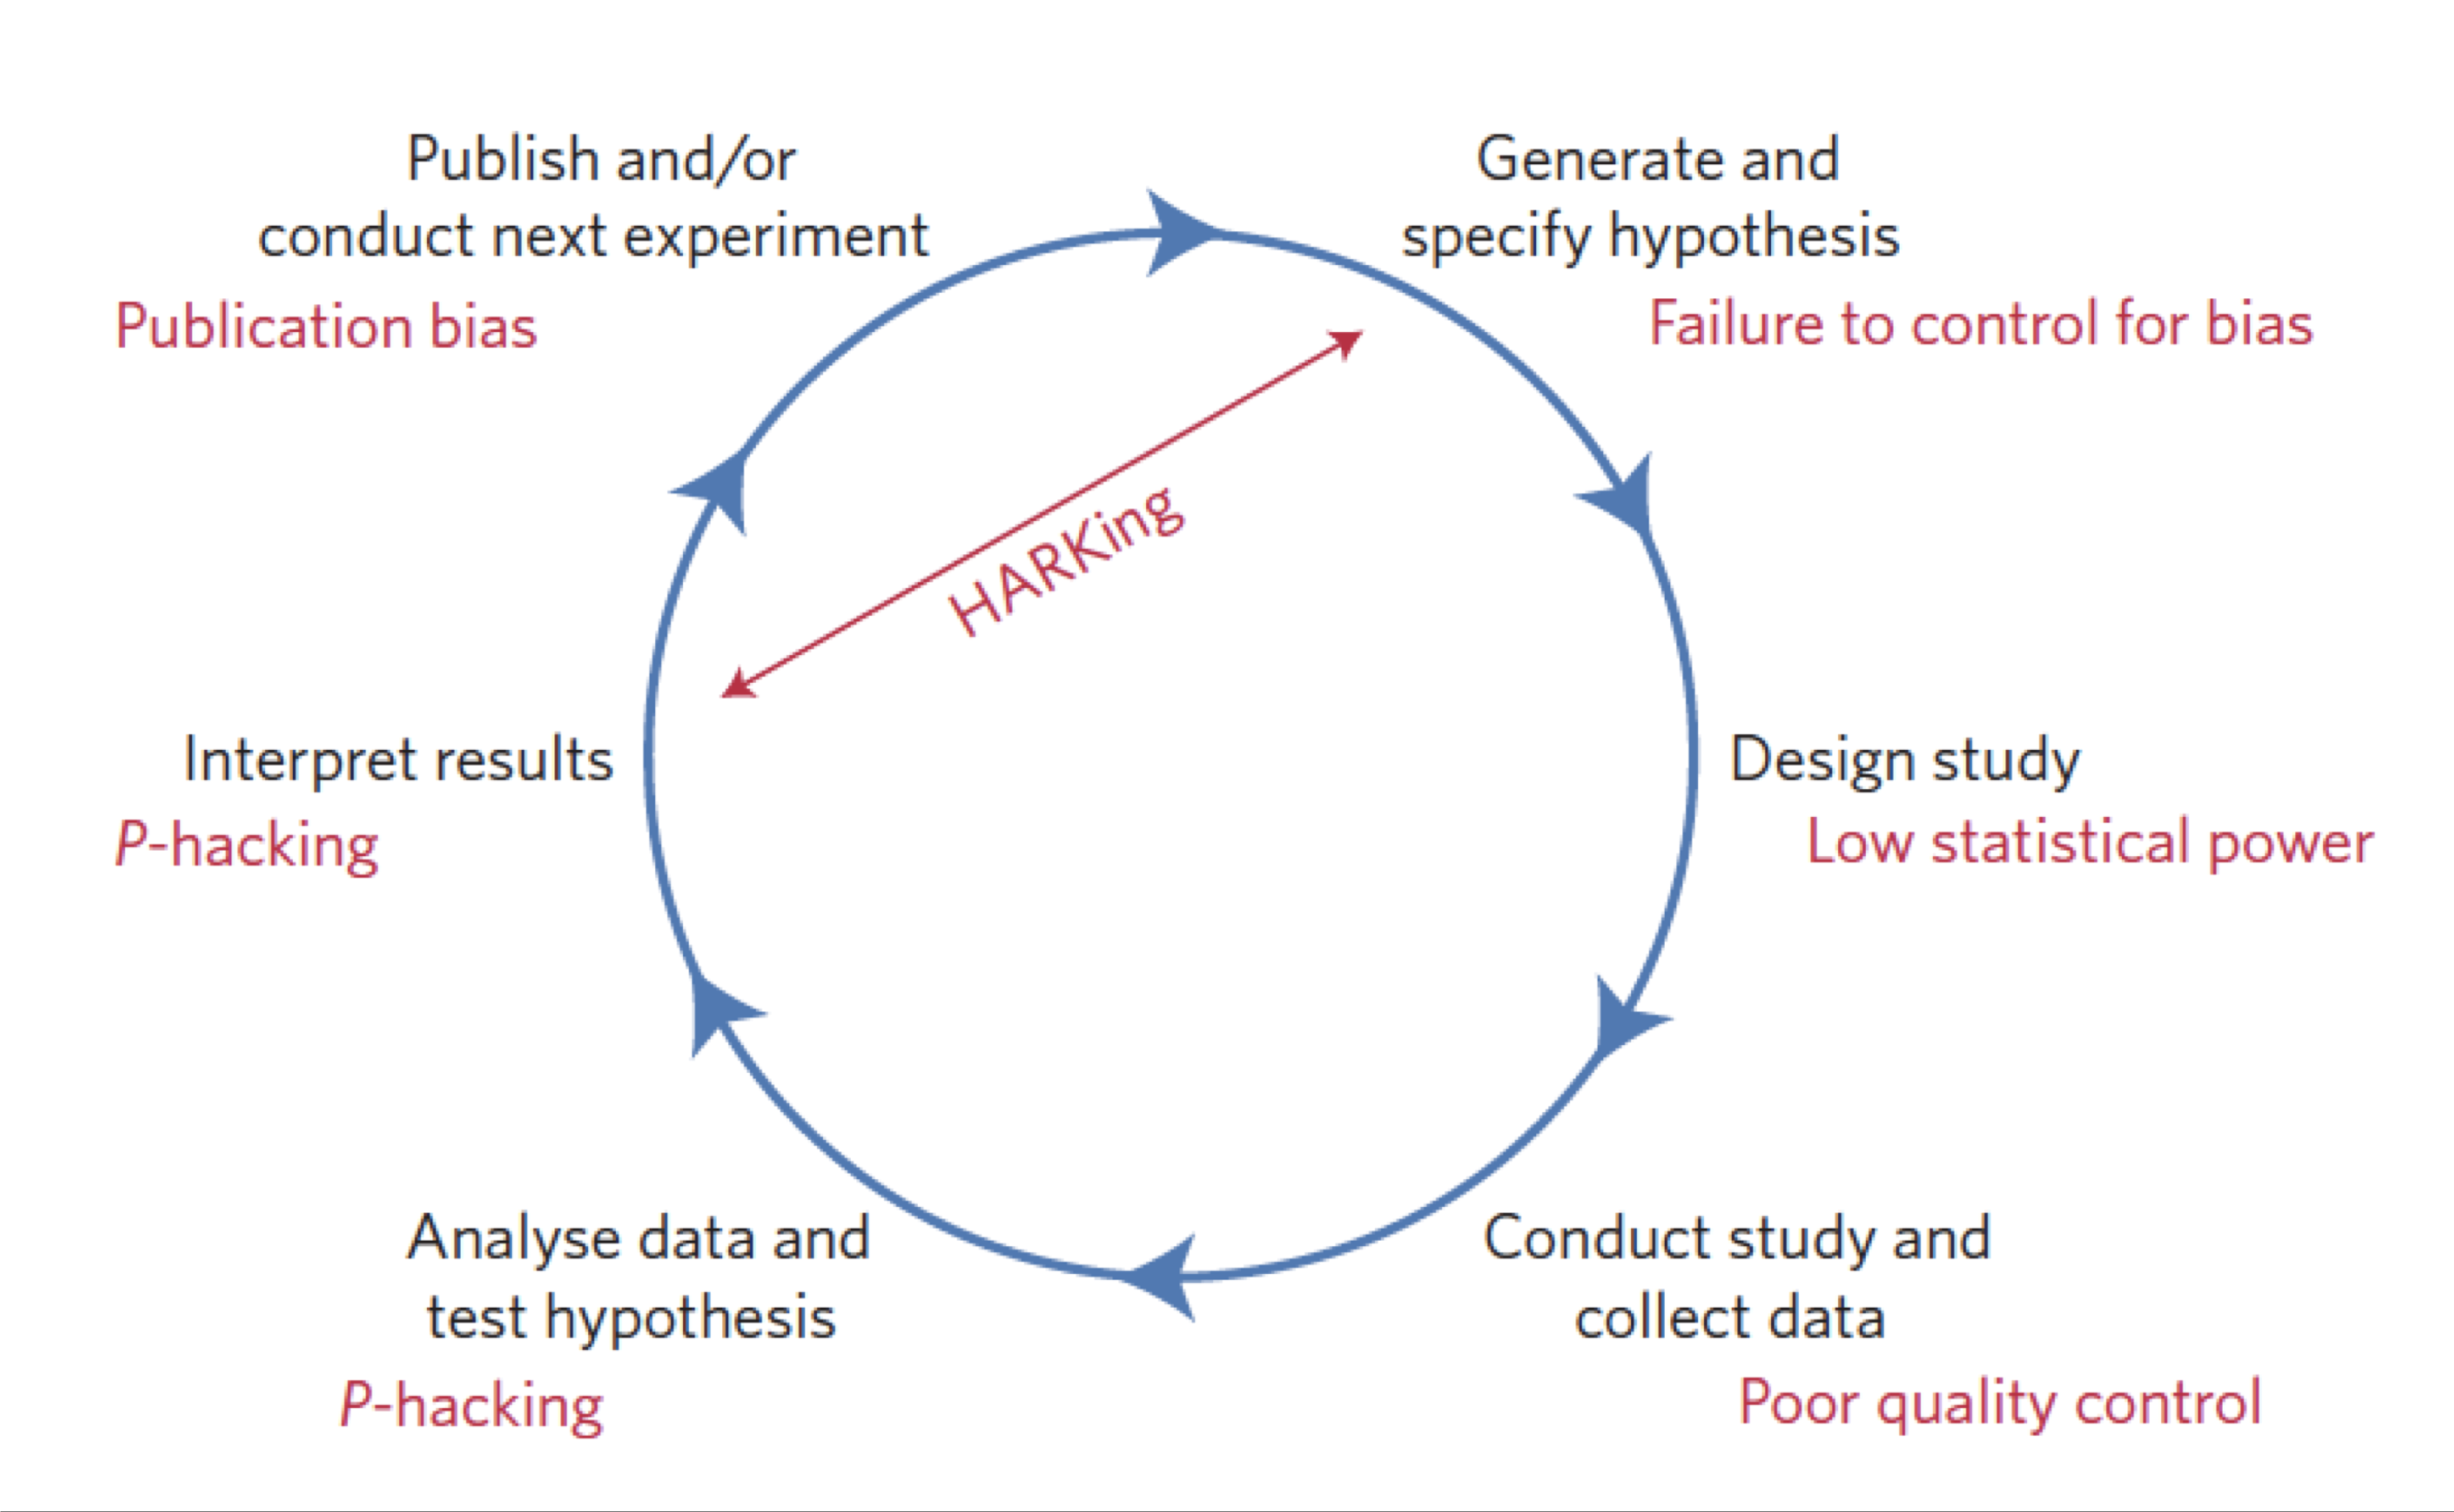 Publish and/or
conduct next experiment
Publication bias
Generate and
specify hypothesis
Failure to control for bias
HARKing
Interpret results
P-hacking
Design study
Low statistical power
Analyse data and
test hypothesis
P-hacking
Conduct study and
collect data
Poor quality control